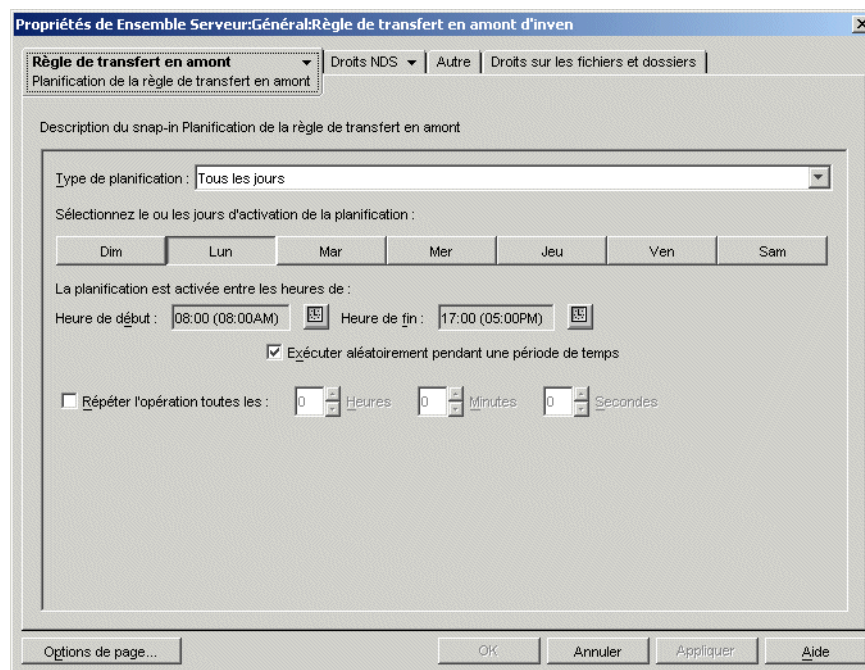 Propriétés de Ensemble Serveur:Général:Règle de transfert en amont d'inven
Règle de transfert en amont Droits NDS Autre Droits sur les fichiers et dossiers
Planification de la règle de transfert en amont
Description du snap-in Planification de la règle de transfert en amont
Type de planification : Tous les jours
Sélectionnez le ou les jours d'activation de la planification :
Dim Lun Mar Mer Jeu Ven Sam
La planification est activée entre les heures de :
Heure de début : 08:00 (08:00AM) Heure de fin : 17:00 (05:00PM)
Exécuter aléatoirement pendant une période de temps
Répéter l'opération toutes les : 0 Heures 0 Minutes 0 Secondes
Options de page... OK Annuler Appliquer Aide